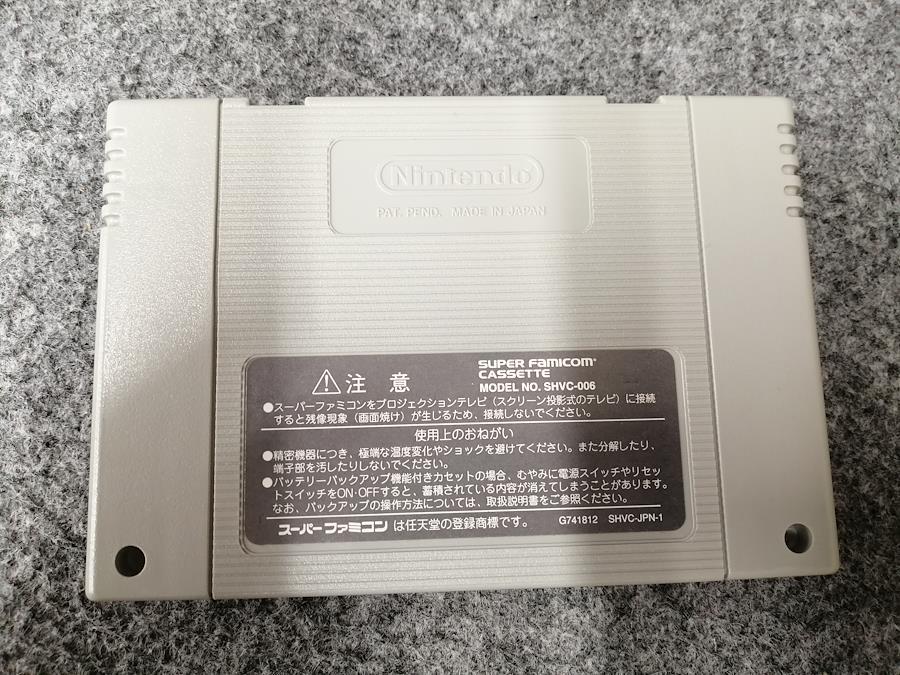 Nintendo
PAT. PEND. MADE IN JAPAN
注意
SUPER FAMICOM
CASSETTE
MODEL NO. SHVC-006
●スーパーファミコンをプロジェクションテレビ（スクリーン投影式のテレビ）に接続
すると残像現象（画面焼け）が生じるため、接続しないでください。
使用上のおねがい
●精密機器につき、極端な温度変化やショックを避けてください。また分解したり、
端子部を汚したりしないでください。
●バッテリーバックアップ機能付きカセットの場合、むやみに電源スイッチやリセッ
トスイッチをON·OFFすると、蓄積されている内容が消えてしまうことがあります。
なお、バックアップの操作方法については、取扱説明書をご参照ください。
スーパーファミコン は任天堂の登録商標です。 G741812 SHVC-JPN-1